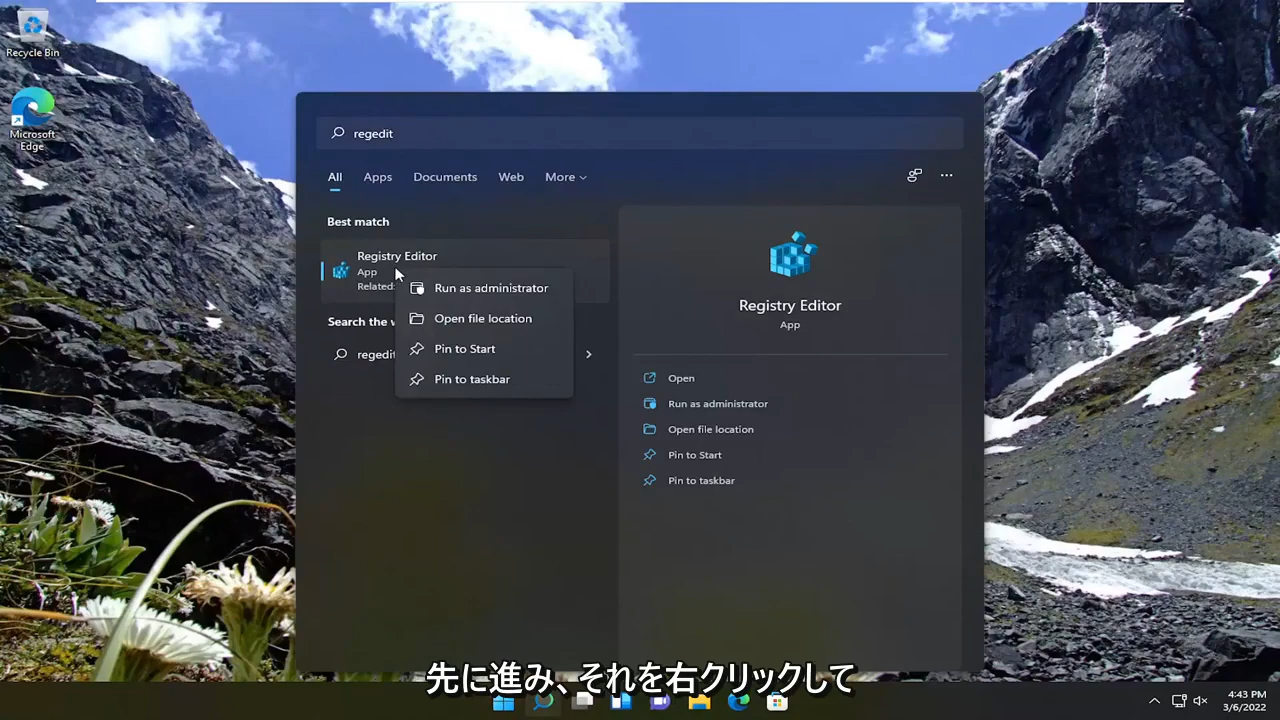 Recycle Bin
Microsoft
Edge
regedit
All Apps Documents Web More
Best match
Registry Editor
App
Related:
Search the w
regedit
Run as administrator
Open file location
Pin to Start
Pin to taskbar
Registry Editor
App
Open
Run as administrator
Open file location
Pin to Start
Pin to taskbar
先に進み、それを右クリックして
4:43 PM
3/6/2022